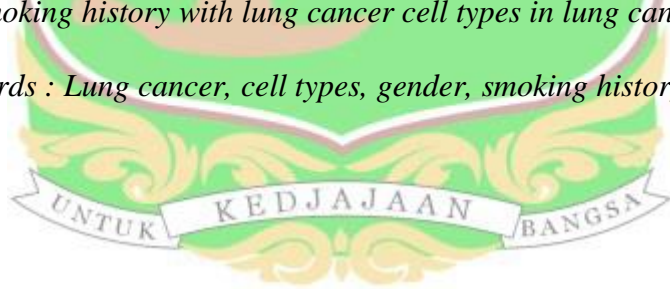 oking history with lung cancer cell types in lung can
rds : Lung cancer, cell types, gender, smoking histor
UNTUK KEDJAJAAN BANGSA